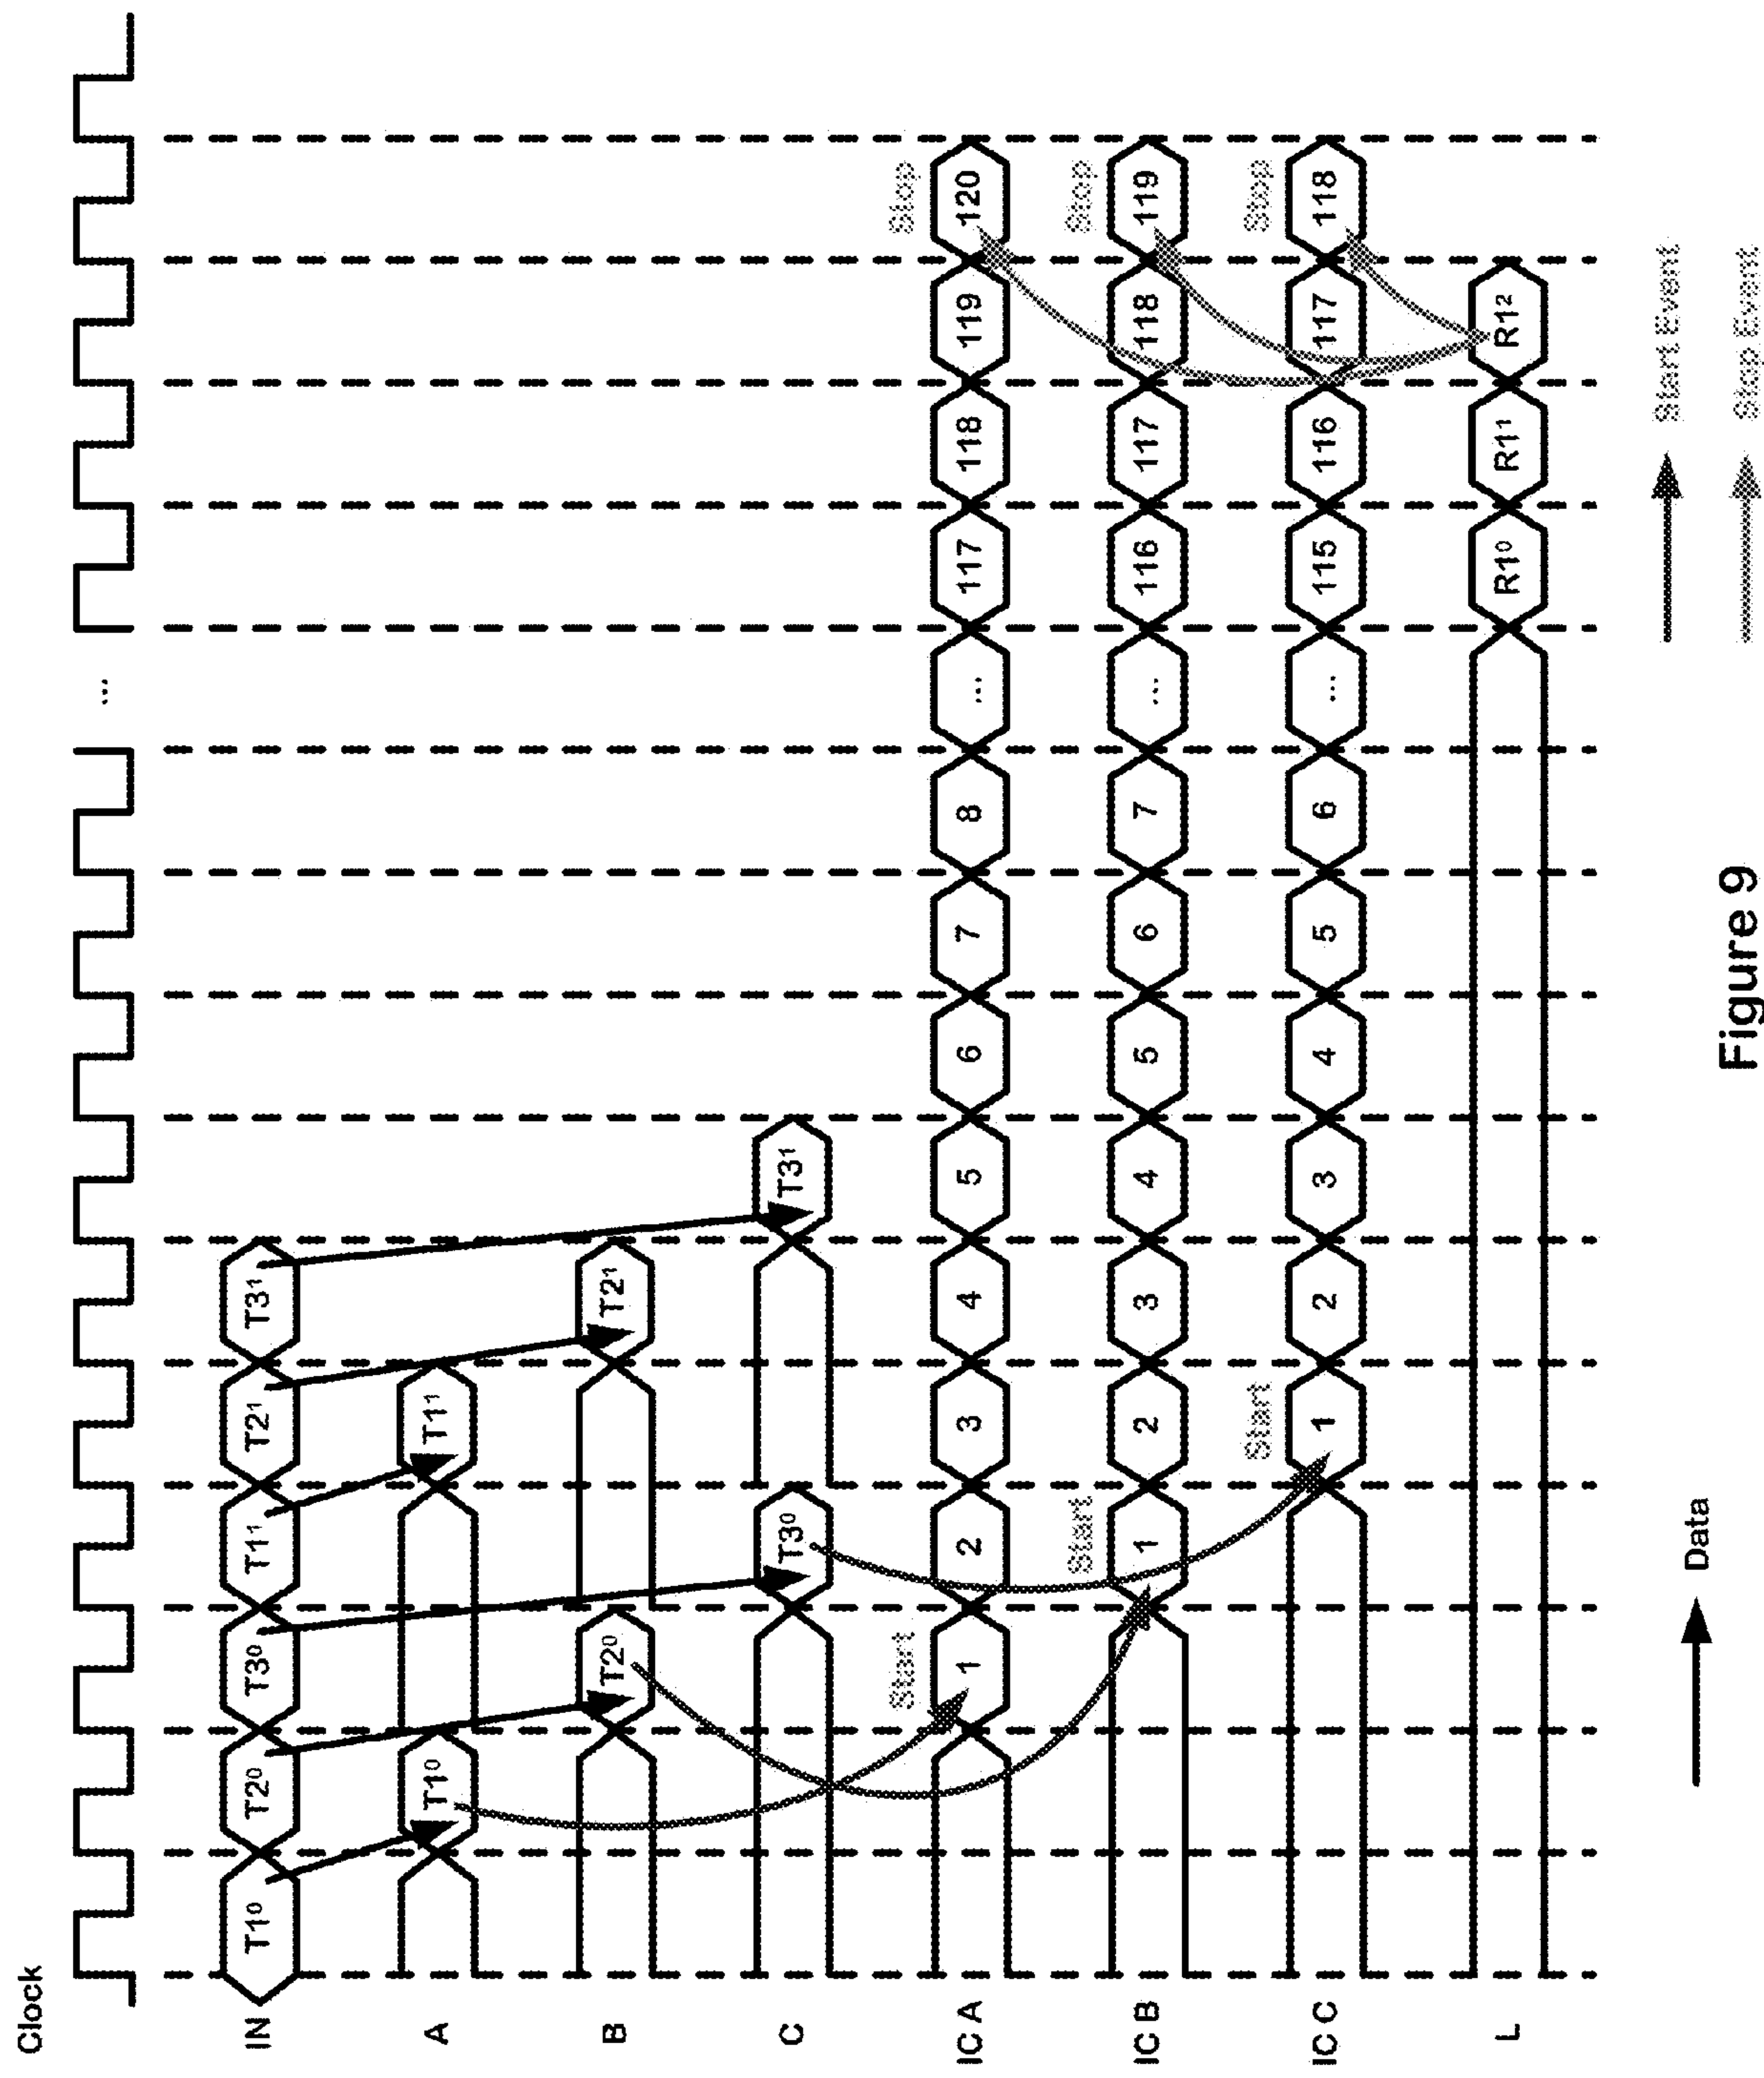 Clock
...
IN
T1⁰
T2⁰
T3⁰
T1¹
T2¹
T3¹
A
T1⁰
T1¹
B
T2⁰
T2¹
C
T3⁰
T3¹
Start
Stop
IC A
1
2
3
4
5
6
7
8
...
117
118
119
120
Start
Stop
IC B
1
2
3
4
5
6
7
...
116
117
118
119
Start
Stop
IC C
1
2
3
4
5
6
...
115
116
117
118
L
R1⁰
R1¹
R1²
Data
Start Event
Stop Event
Figure 9